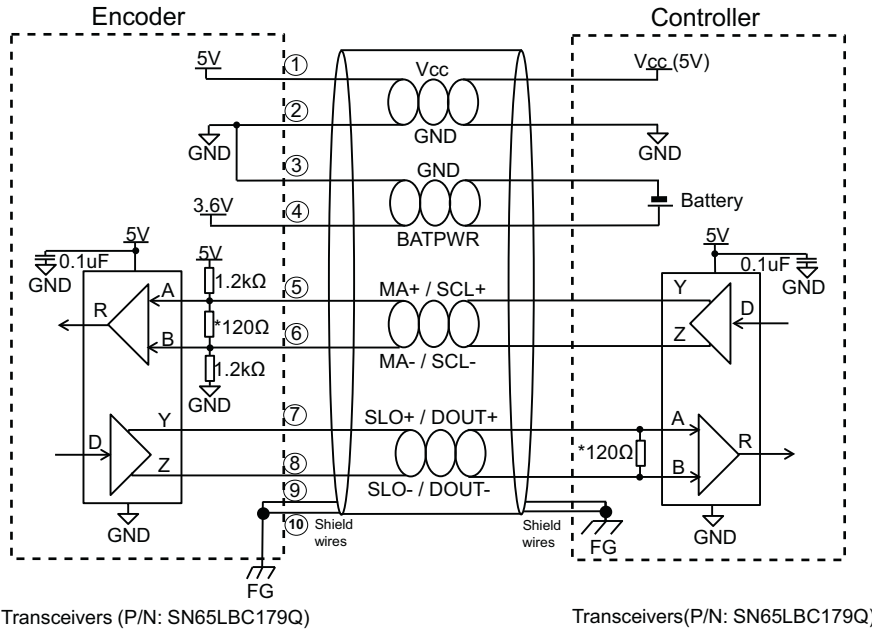 Encoder
Controller
5V
①
Vcc
Vcc (5V)
②
GND
GND
GND
③
GND
3.6V
④
Battery
BATPWR
5V
5V
5V
0.1uF
0.1uF
GND
GND
1.2kΩ
⑤
MA+ / SCL+
A
R
Y
D
*120Ω
B
⑥
Z
MA- / SCL-
1.2kΩ
GND
⑦
SLO+ / DOUT+
Y
A
D
*120Ω
R
Z
⑧
B
SLO- / DOUT-
⑨
⑩
Shield
wires
Shield
wires
GND
GND
FG
FG
Transceivers (P/N: SN65LBC179Q)
Transceivers(P/N: SN65LBC179Q)